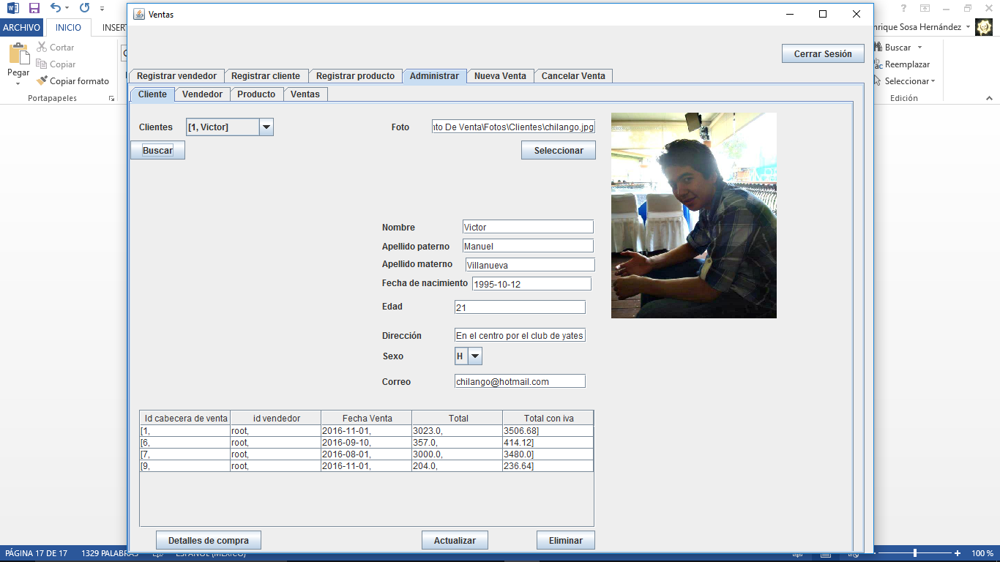 Ventas
ARCHIVO INICIO INSERT
nrique Sosa Hernández
Cortar
Copiar
Pegar
Copiar formato
Portapapeles
Buscar
Reemplazar
Seleccionar
Edición
Cerrar Sesión
Registrar vendedor Registrar cliente Registrar producto Administrar Nueva Venta Cancelar Venta
Cliente Vendedor Producto Ventas
Clientes [1, Victor] Foto nto De Venta\Fotos\Clientes\chilango.jpg
Buscar Seleccionar
Nombre Victor
Apellido paterno Manuel
Apellido materno Villanueva
Fecha de nacimiento 1995-10-12
Edad 21
Dirección En el centro por el club de yates
Sexo H
Correo chilango@hotmail.com
Id cabecera de venta id vendedor Fecha Venta Total Total con iva
[1, root, 2016-11-01, 3023.0, 3506.68]
[6, root, 2016-09-10, 357.0, 414.12]
[7, root, 2016-08-01, 3000.0, 3480.0]
[9, root, 2016-11-01, 204.0, 236.64]
Detalles de compra Actualizar Eliminar
PÁGINA 17 DE 17 1329 PALABRAS ESPAÑOL (MÉXICO) 100 %